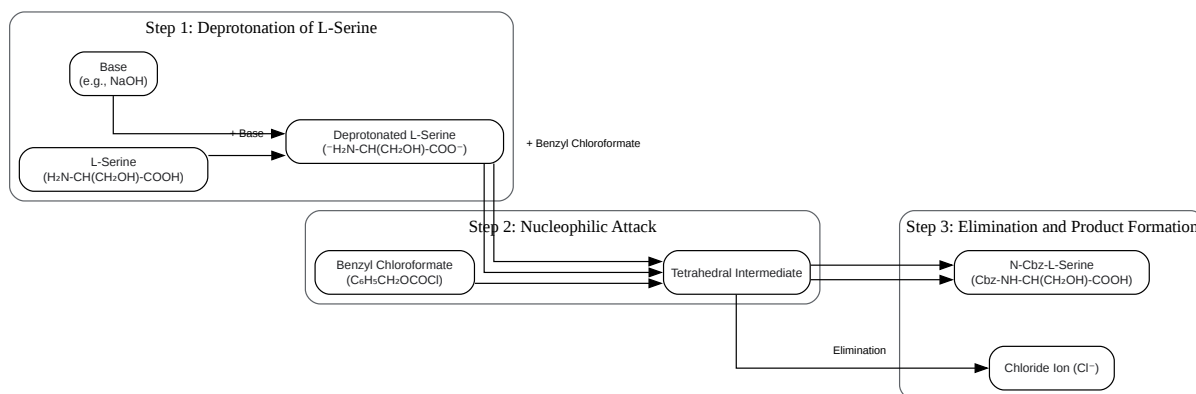 Step 1: Deprotonation of L-Serine
Base
(e.g., NaOH)
+ Base
Deprotonated L-Serine
(⁻H₂N-CH(CH₂OH)-COO⁻)
+ Benzyl Chloroformate
L-Serine
(H₂N-CH(CH₂OH)-COOH)
Step 2: Nucleophilic Attack
Benzyl Chloroformate
(C₆H₅CH₂OCOCl)
Tetrahedral Intermediate
Step 3: Elimination and Product Formation
N-Cbz-L-Serine
(Cbz-NH-CH(CH₂OH)-COOH)
Elimination
Chloride Ion (Cl⁻)